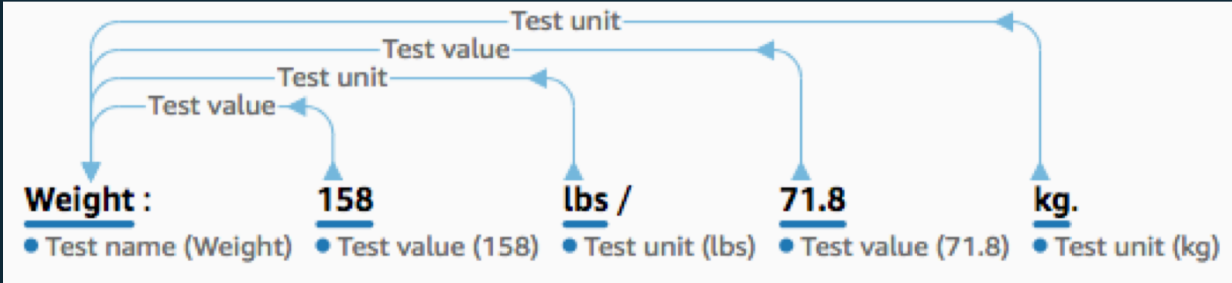 Test unit
Test value
Test unit
Test value
Weight : 158 lbs / 71.8 kg.
• Test name (Weight) • Test value (158) • Test unit (lbs) • Test value (71.8) • Test unit (kg)